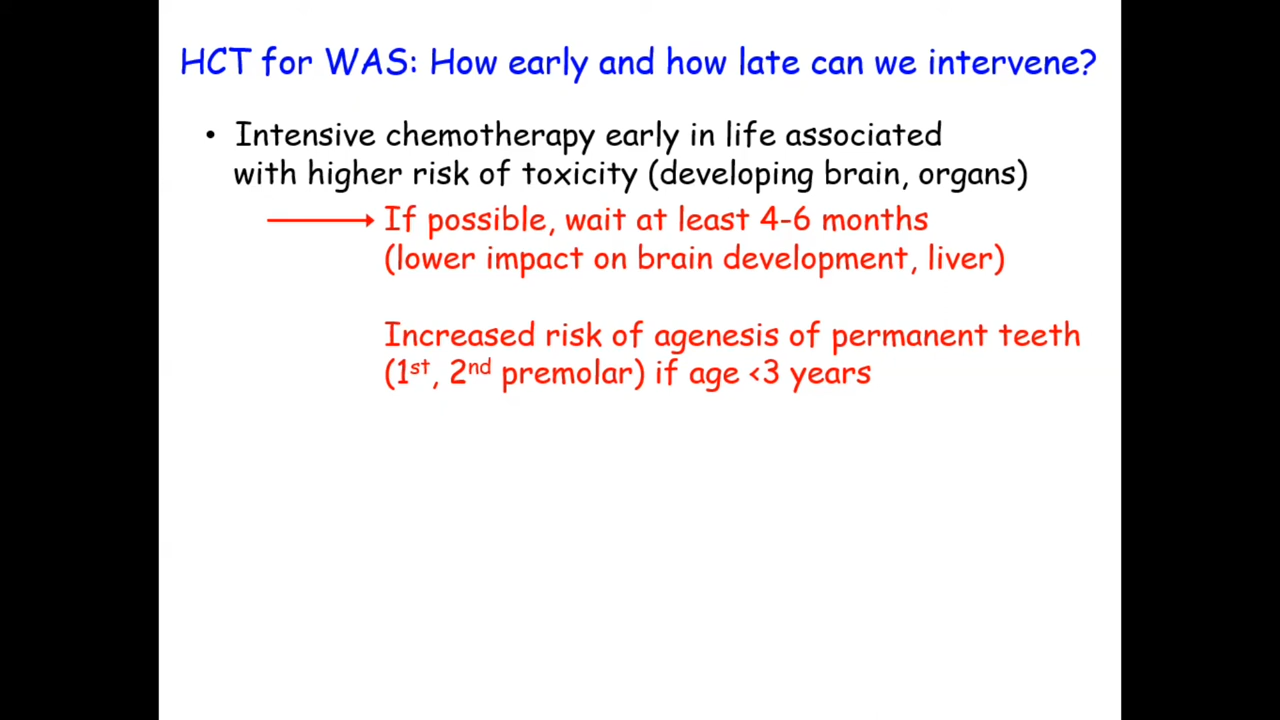 HCT for WAS: How early and how late can we intervene?
• Intensive chemotherapy early in life associated
with higher risk of toxicity (developing brain, organs)
If possible, wait at least 4-6 months
(lower impact on brain development, liver)
Increased risk of agenesis of permanent teeth
(1st, 2nd premolar) if age <3 years